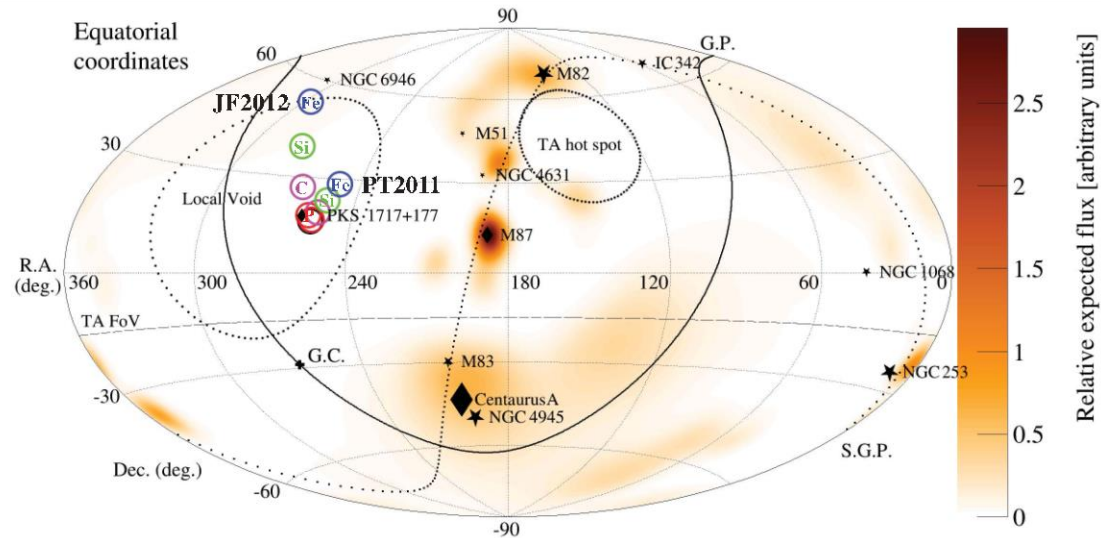 Equatorial
coordinates
90
G.P.
60
NGC 6946
M82
IC 342
JF2012
Fe
30
Si
M51
TA hot spot
C
Fe
PT2011
NGC 4631
Si
Local Void
P
PKS 1717+177
M87
R.A.
(deg.)
360
300
240
180
120
60
0
NGC 1068
TA FoV
G.C.
M83
NGC 253
-30
Centaurus A
NGC 4945
Dec. (deg.)
S.G.P.
-60
-90
2.5
2
1.5
1
0.5
0
Relative expected flux [arbitrary units]